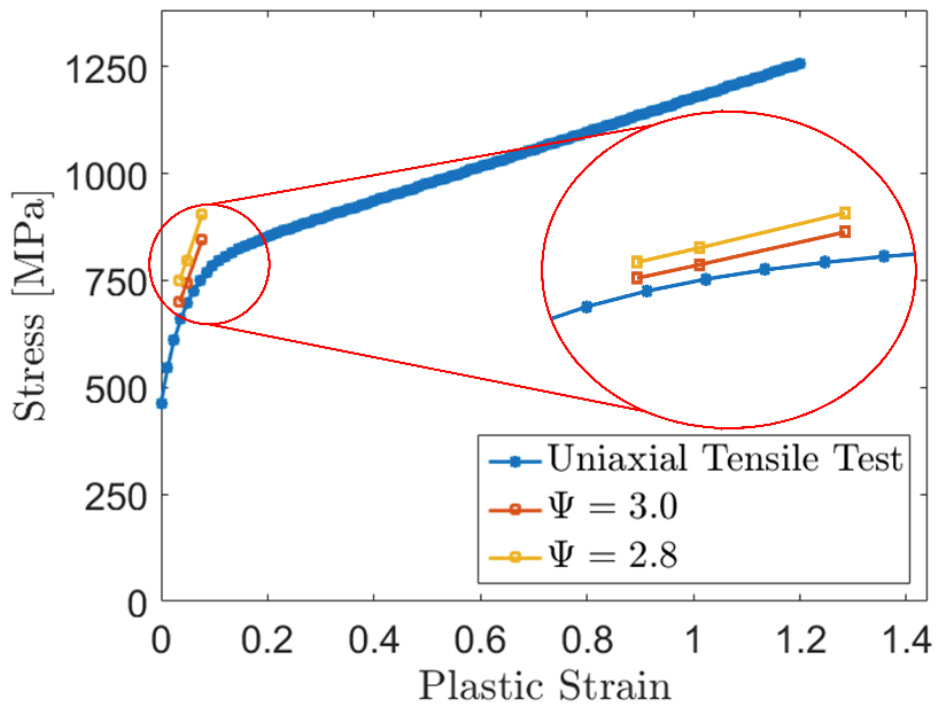 1250
1000
750
500
250
0
0
0.2
0.4
0.6
0.8
1
1.2
1.4
Stress [MPa]
Plastic Strain
Uniaxial Tensile Test
Ψ = 3.0
Ψ = 2.8